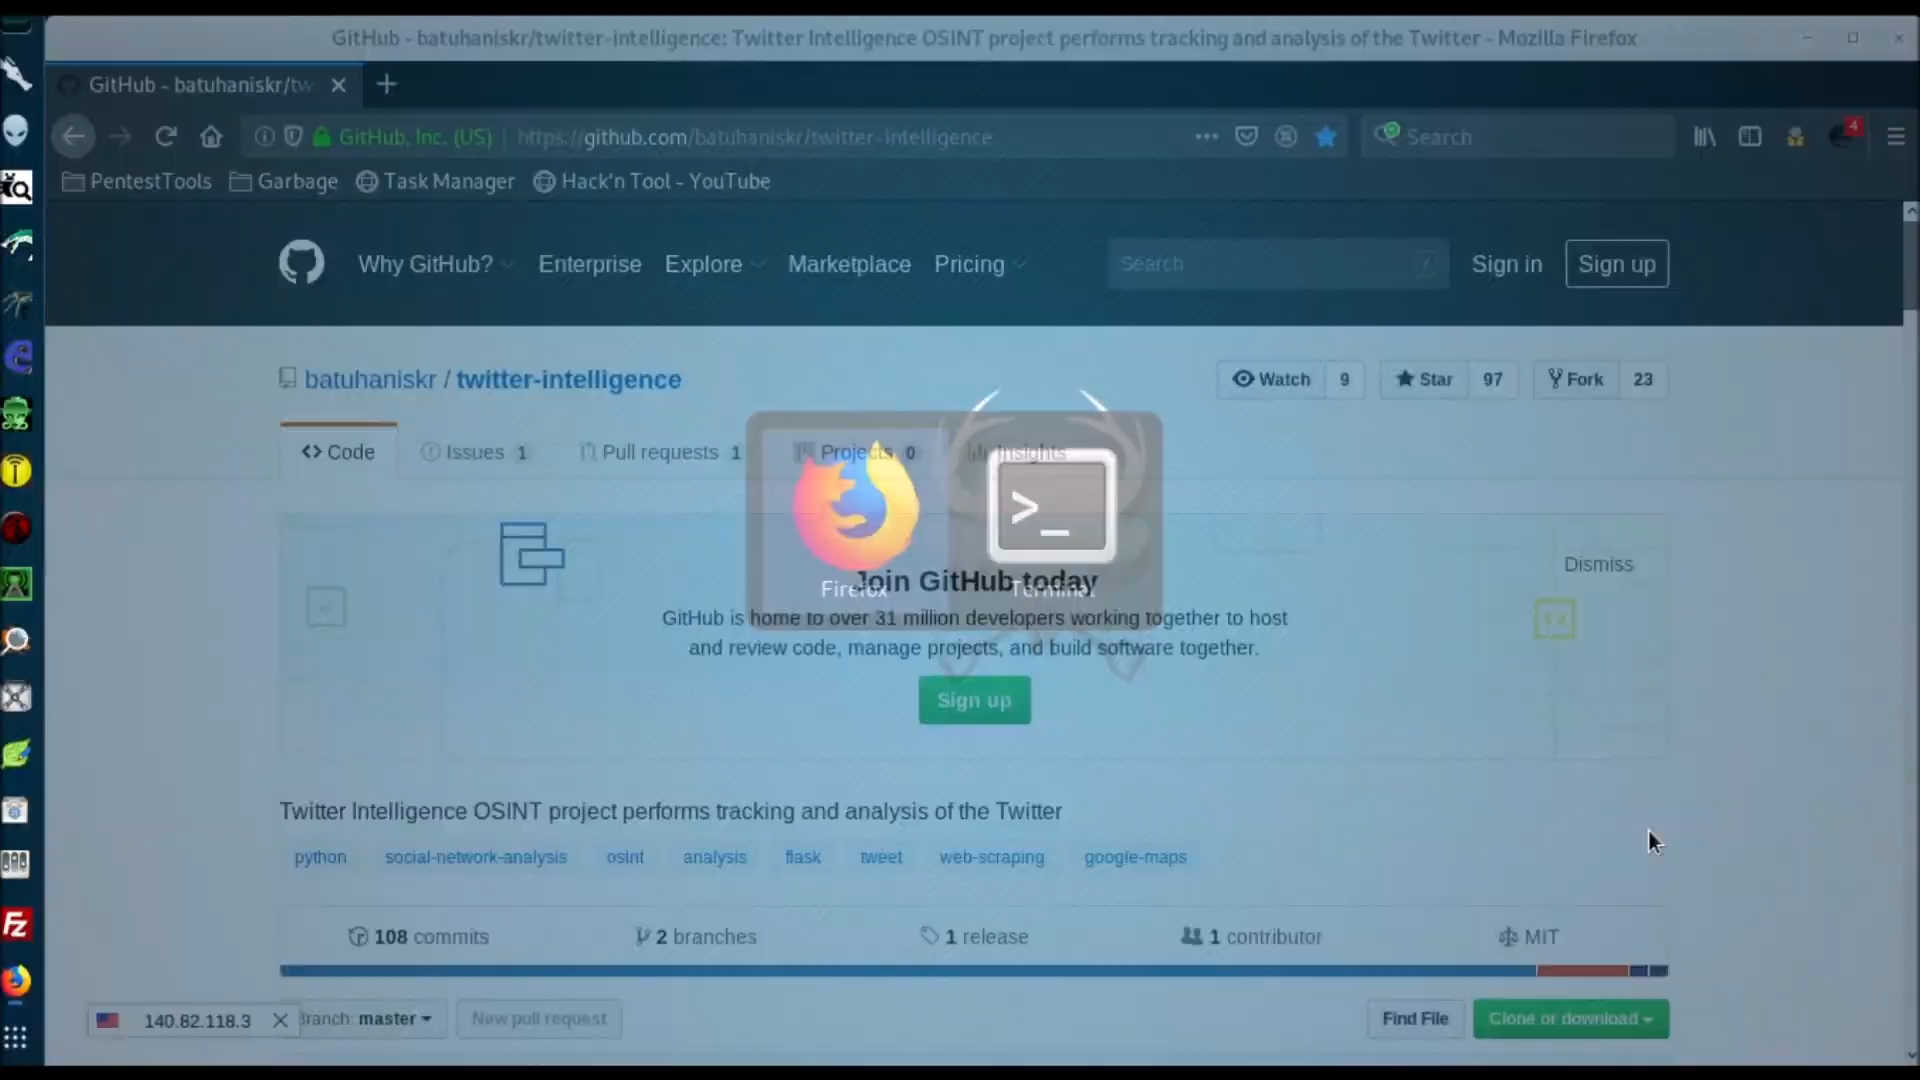 GitHub - batuhaniskr/twitter-intelligence: Twitter Intelligence OSINT project performs tracking and analysis of the Twitter - Mozilla Firefox
GitHub - batuhaniskr/tw
GitHub, Inc. (US) https://github.com/batuhaniskr/twitter-intelligence
Search
4
PentestTools Garbage Task Manager Hack'n Tool - YouTube
Why GitHub? Enterprise Explore Marketplace Pricing Search / Sign in Sign up
batuhaniskr / twitter-intelligence Watch 9 Star 97 Fork 23
Code Issues 1 Pull requests 1 Projects 0 Insights
Dismiss
Join GitHub today
Firefox Terminal
GitHub is home to over 31 million developers working together to host
and review code, manage projects, and build software together.
Sign up
Twitter Intelligence OSINT project performs tracking and analysis of the Twitter
python social-network-analysis osint analysis flask tweet web-scraping google-maps
108 commits 2 branches 1 release 1 contributor MIT
140.82.118.3 Branch: master New pull request Find File Clone or download
Fz